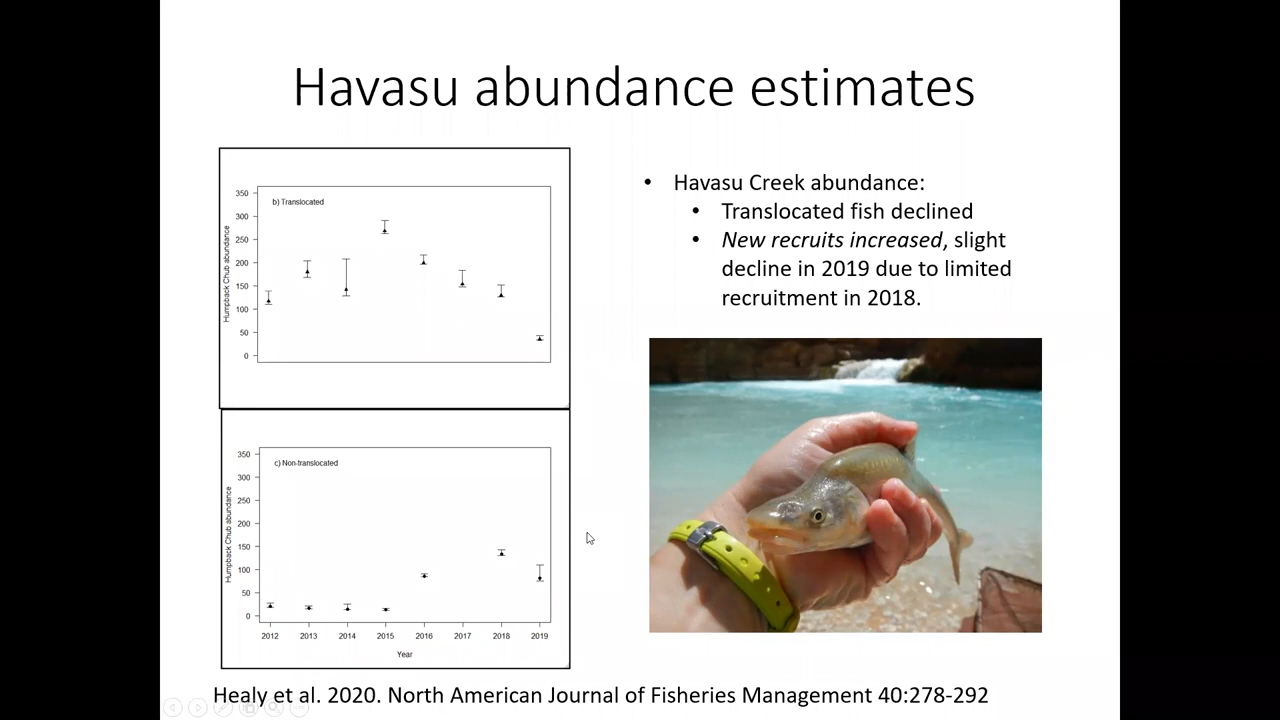 Havasu abundance estimates
350
b) Translocated
300
250
200
150
100
50
0
Humpback Chub abundance
350
c) Non-translocated
300
250
200
150
100
50
0
Humpback Chub abundance
2012 2013 2014 2015 2016 2017 2018 2019
Year
• Havasu Creek abundance:
• Translocated fish declined
• New recruits increased, slight
decline in 2019 due to limited
recruitment in 2018.
Healy et al. 2020. North American Journal of Fisheries Management 40:278-292